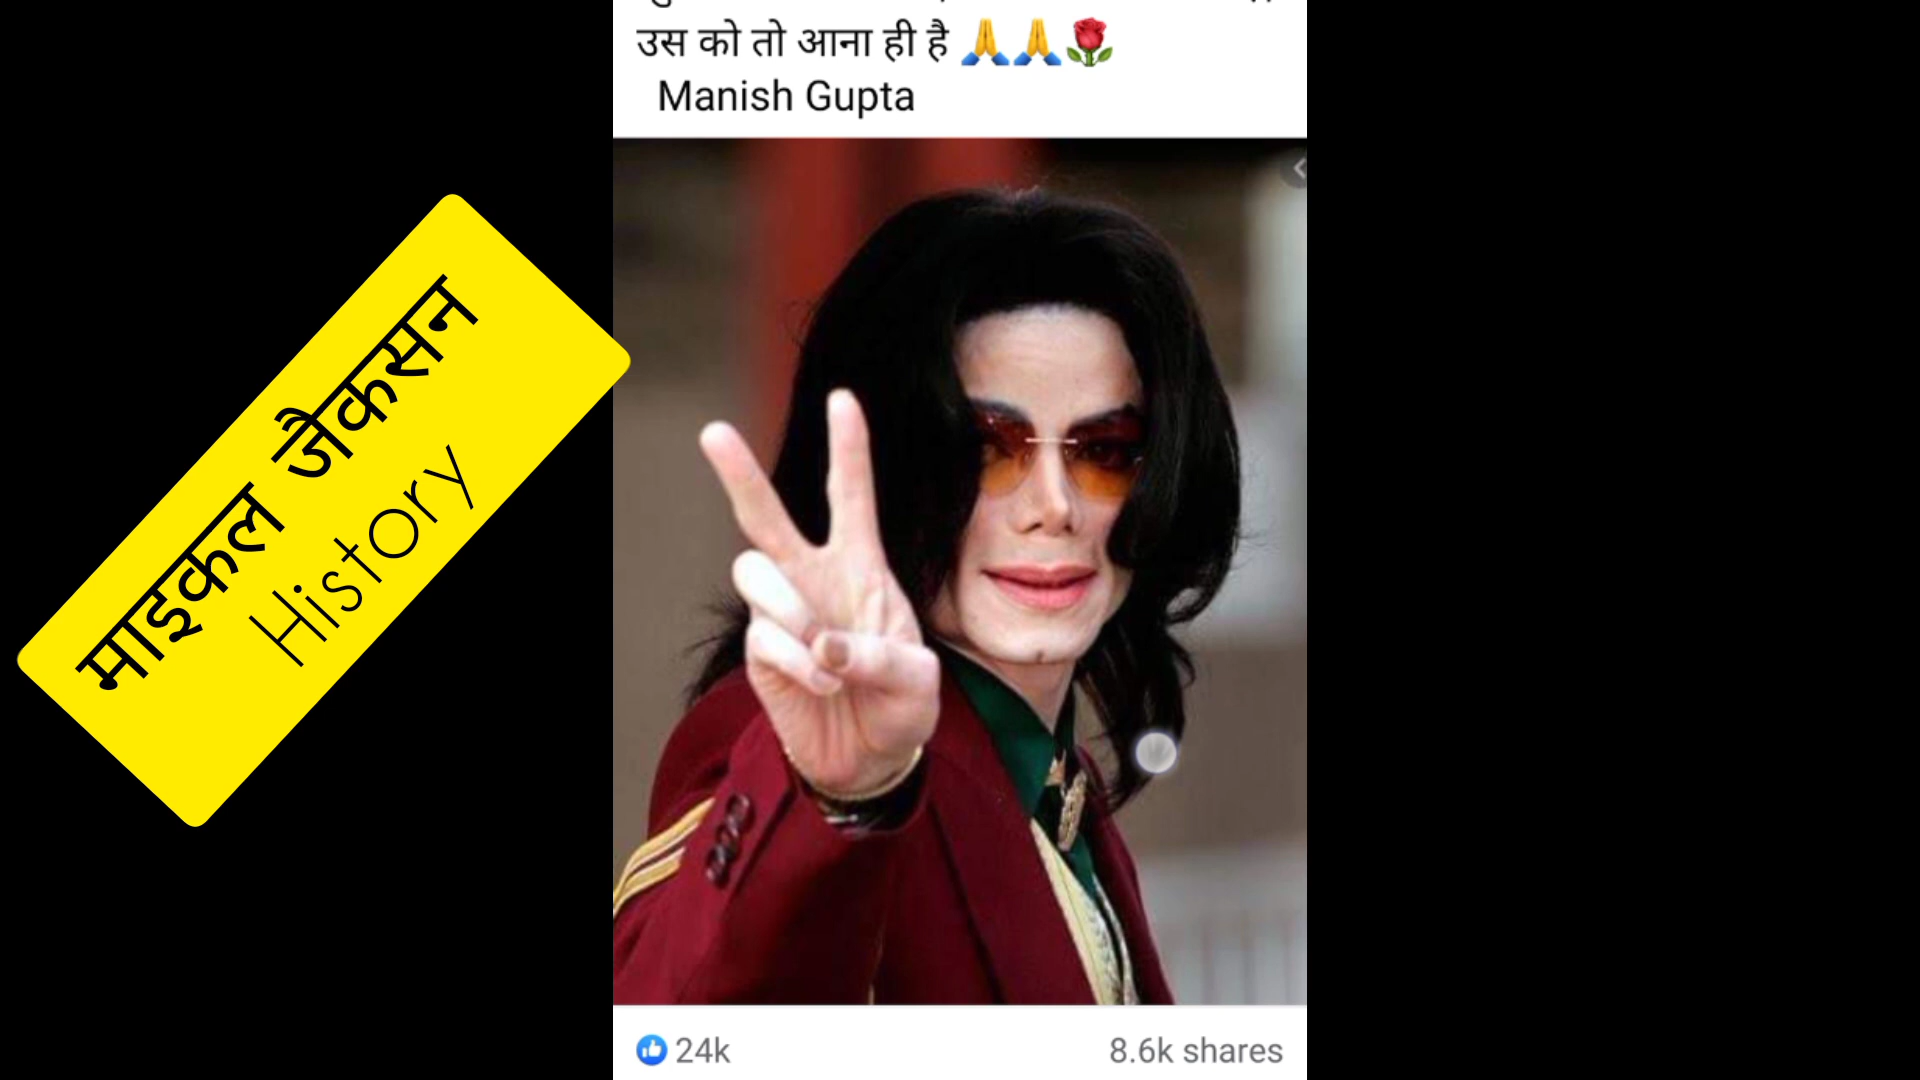 उस को तो आना ही है 🙏🙏🌹
Manish Gupta
माइकल जैकसन
History
24k
8.6k shares